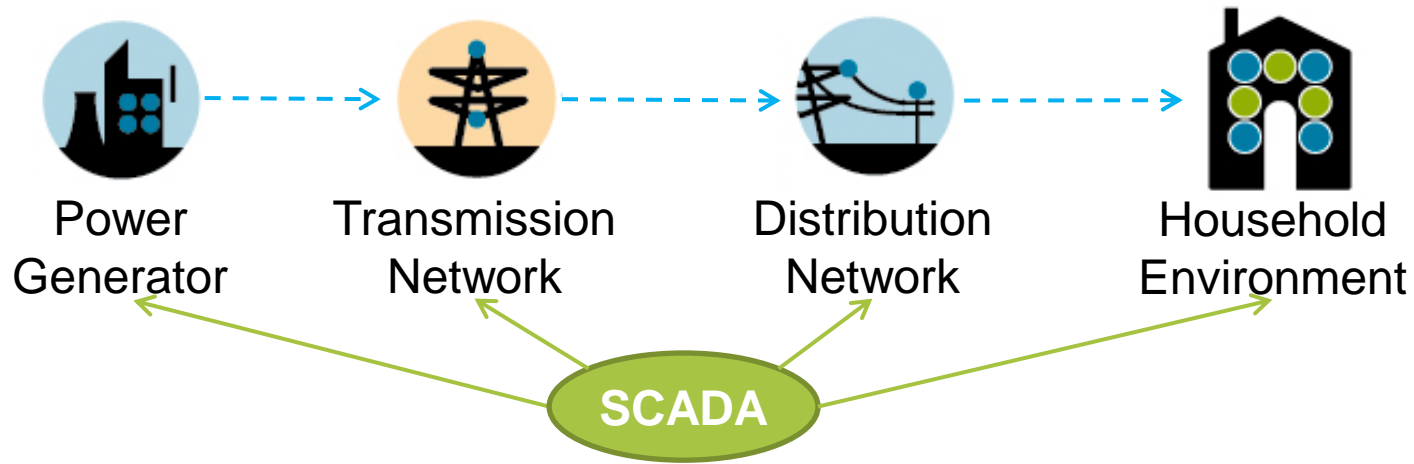 Power
Generator
Transmission
Network
Distribution
Network
Household
Environment
SCADA